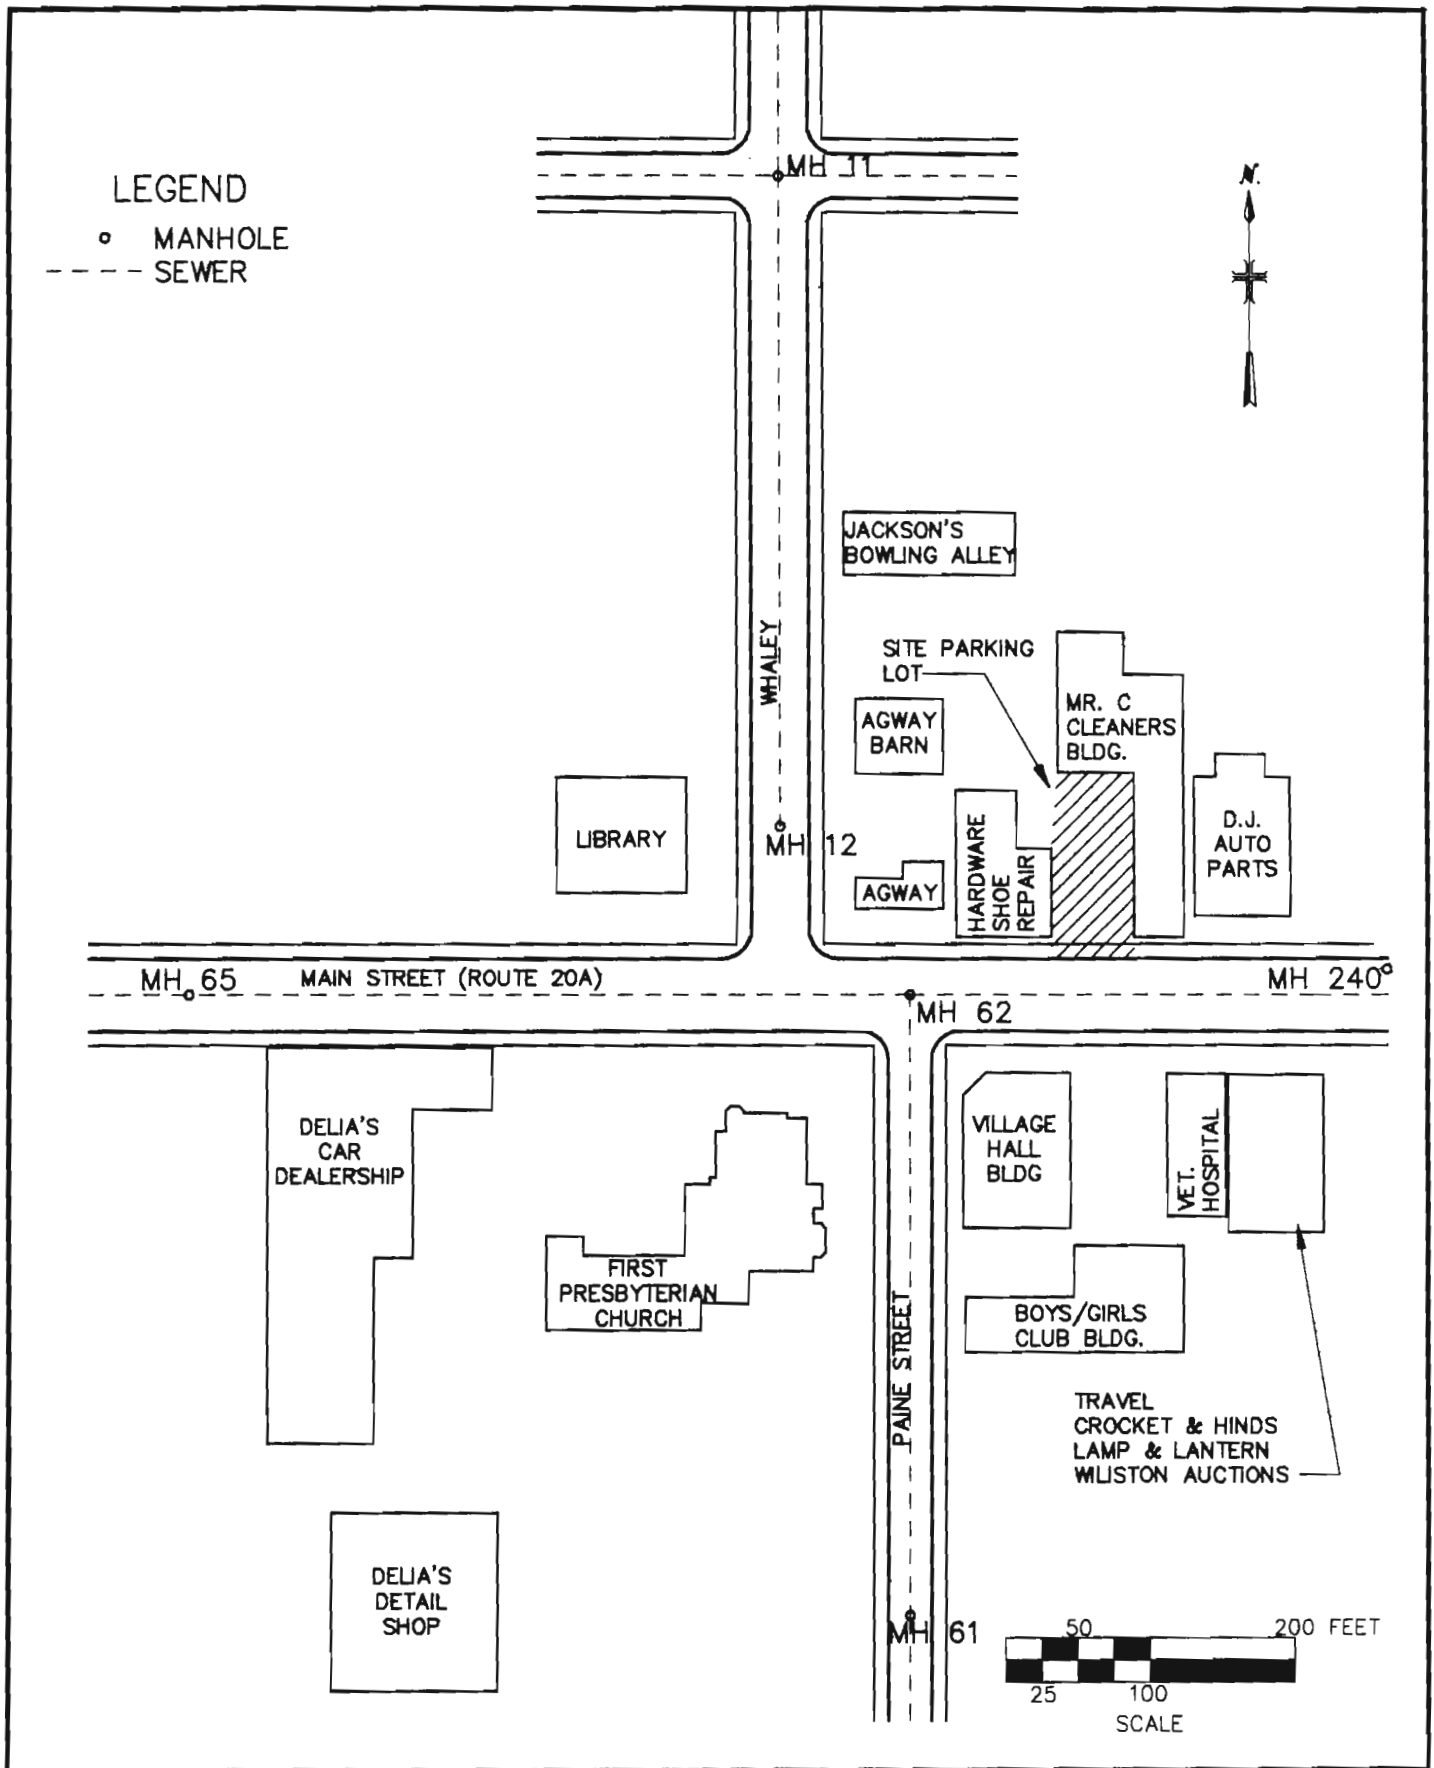 MH 11
N.
LEGEND
MANHOLE
SEWER
JACKSON'S
BOWLING ALLEY
WHALEY
SITE PARKING
LOT
MR. C
CLEANERS
BLDG.
AGWAY
BARN
LIBRARY
MH 12
AGWAY
HARDWARE
SHOE
REPAIR
D.J.
AUTO
PARTS
MH 65
MAIN STREET (ROUTE 20A)
MH 240
MH 62
DELIA'S
CAR
DEALERSHIP
VILLAGE
HALL
BLDG
VET.
HOSPITAL
FIRST
PRESBYTERIAN
CHURCH
PAINE STREET
BOYS/GIRLS
CLUB BLDG.
TRAVEL
CROCKET & HINDS
LAMP & LANTERN
WILISTON AUCTIONS
DELIA'S
DETAIL
SHOP
MH 61
50 200 FEET
25 100
SCALE